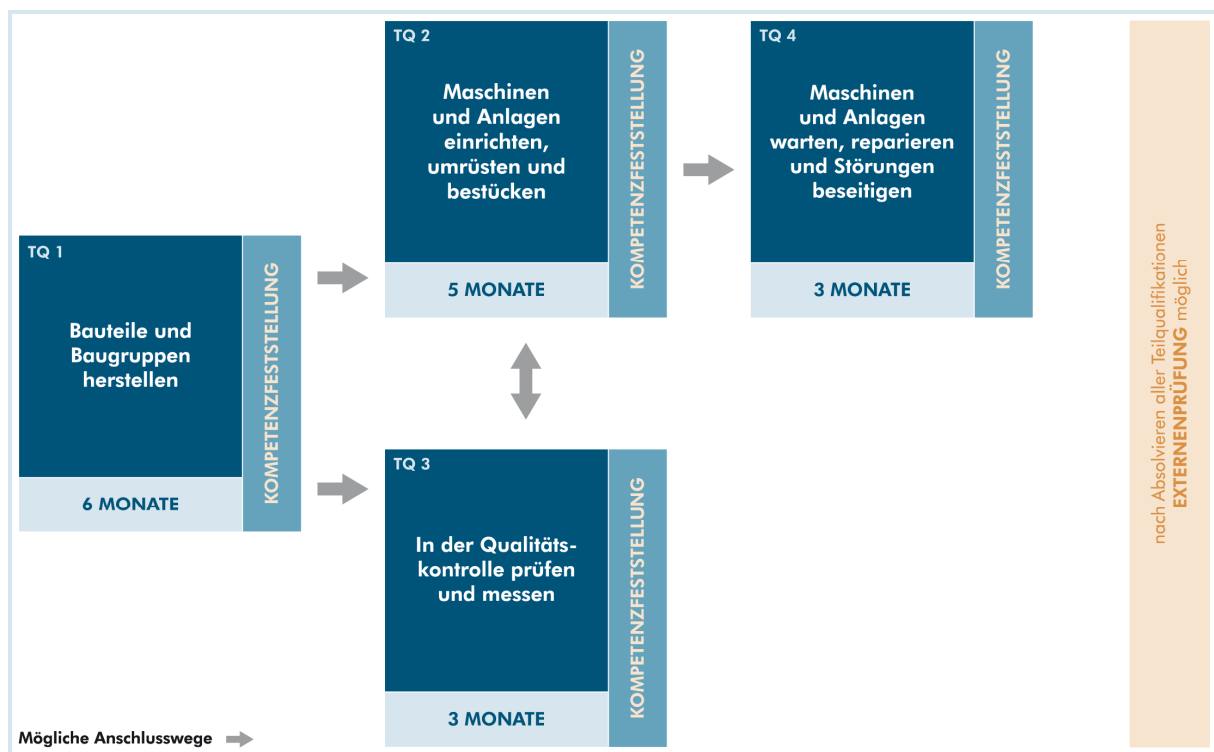 TQ 1
Bauteile und
Baugruppen
herstellen
6 MONATE
KOMPETENZFESTSTELLUNG
TQ 2
Maschinen
und Anlagen
einrichten,
umrüsten und
bestücken
5 MONATE
KOMPETENZFESTSTELLUNG
TQ 3
In der Qualitäts-
kontrolle prüfen
und messen
3 MONATE
KOMPETENZFESTSTELLUNG
TQ 4
Maschinen
und Anlagen
warten, reparieren
und Störungen
beseitigen
3 MONATE
KOMPETENZFESTSTELLUNG
nach Absolvieren aller Teilqualifikationen
EXTERNENPRÜFUNG möglich
Mögliche Anschlusswege